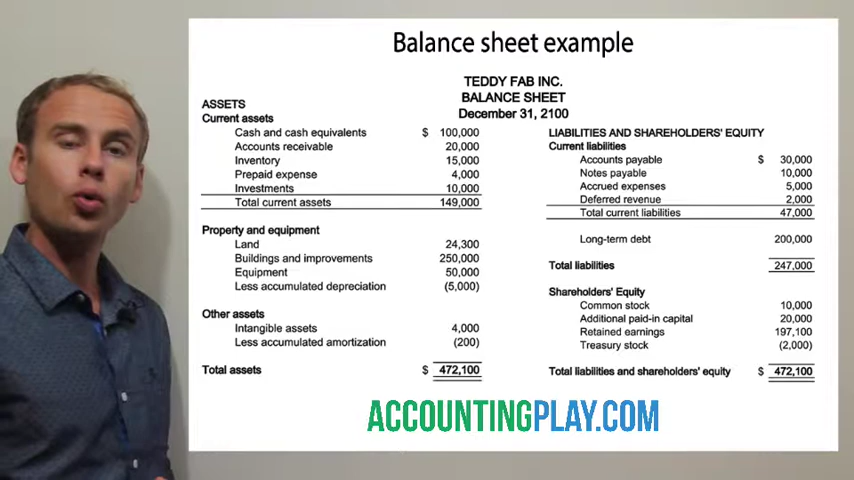 Balance sheet example
TEDDY FAB INC.
BALANCE SHEET
December 31, 2100
ASSETS
Current assets
Cash and cash equivalents $ 100,000
Accounts receivable 20,000
Inventory 15,000
Prepaid expense 4,000
Investments 10,000
Total current assets 149,000
Property and equipment
Land 24,300
Buildings and improvements 250,000
Equipment 50,000
Less accumulated depreciation (5,000)
Other assets
Intangible assets 4,000
Less accumulated amortization (200)
Total assets $ 472,100
LIABILITIES AND SHAREHOLDERS' EQUITY
Current liabilities
Accounts payable $ 30,000
Notes payable 10,000
Accrued expenses 5,000
Deferred revenue 2,000
Total current liabilities 47,000
Long-term debt 200,000
Total liabilities 247,000
Shareholders' Equity
Common stock 10,000
Additional paid-in capital 20,000
Retained earnings 197,100
Treasury stock (2,000)
Total liabilities and shareholders' equity $ 472,100
ACCOUNTINGPLAY.COM